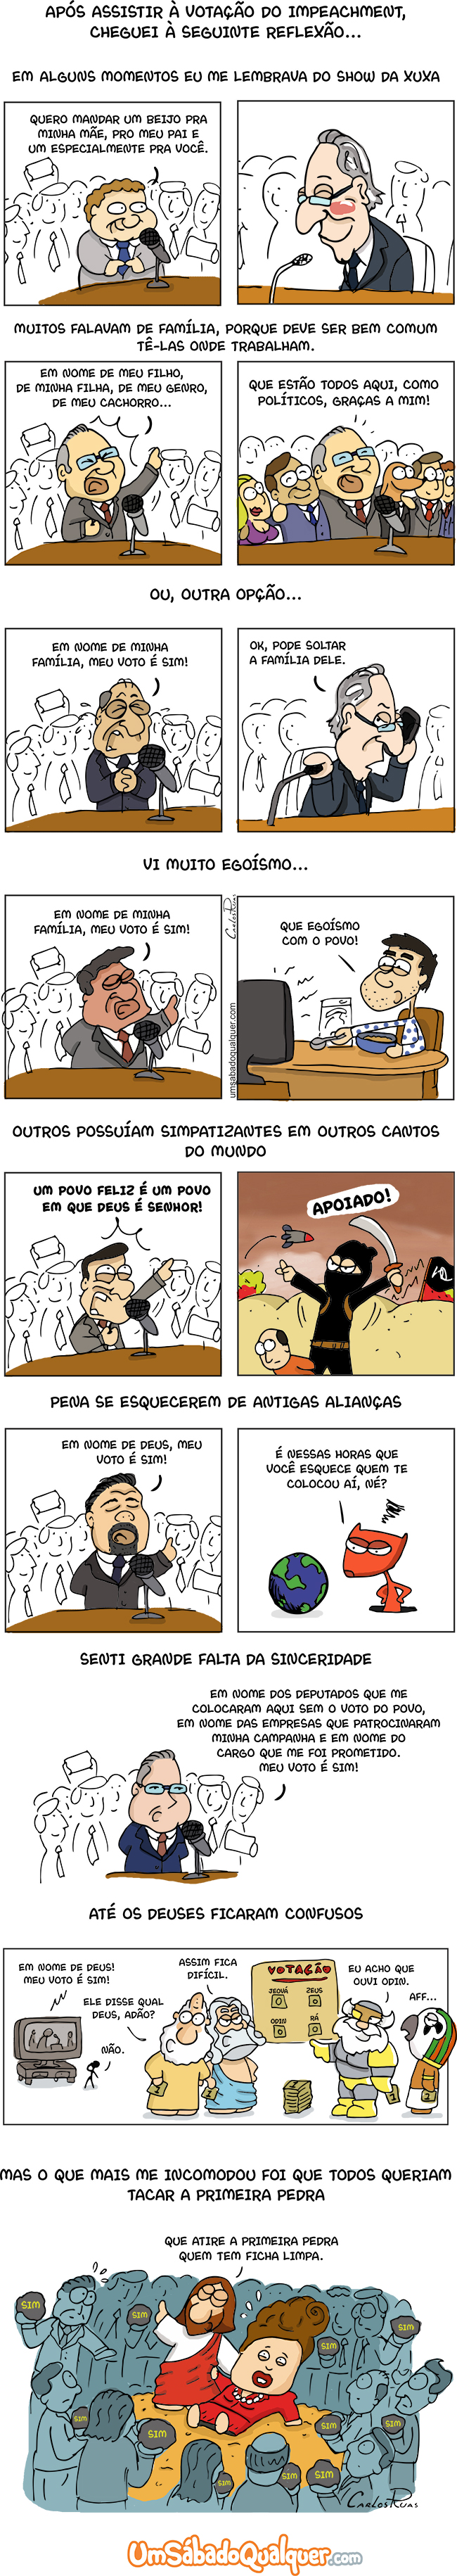 APÓS ASSISTIR À VOTAÇÃO DO IMPEACHMENT,
CHEGUEI À SEGUINTE REFLEXÃO...
EM ALGUNS MOMENTOS EU ME LEMBRAVA DO SHOW DA XUXA
QUERO MANDAR UM BEIJO PRA
MINHA MÃE, PRO MEU PAI E
UM ESPECIALMENTE PRA VOCÊ.
MUITOS FALAVAM DE FAMÍLIA, PORQUE DEVE SER BEM COMUM
TÊ-LAS ONDE TRABALHAM.
EM NOME DE MEU FILHO,
DE MINHA FILHA, DE MEU GENRO,
DE MEU CACHORRO...
QUE ESTÃO TODOS AQUI, COMO
POLÍTICOS, GRAÇAS A MIM!
OU, OUTRA OPÇÃO...
EM NOME DE MINHA
FAMÍLIA, MEU VOTO É SIM!
OK, PODE SOLTAR
A FAMÍLIA DELE.
VI MUITO EGOÍSMO...
EM NOME DE MINHA
FAMÍLIA, MEU VOTO É SIM!
CARLOS RUAS
umsabadoqualquer.com
QUE EGOÍSMO
COM O POVO!
OUTROS POSSUÍAM SIMPATIZANTES EM OUTROS CANTOS
DO MUNDO
UM POVO FELIZ É UM POVO
EM QUE DEUS É SENHOR!
APOIADO!
PENA SE ESQUECEREM DE ANTIGAS ALIANÇAS
EM NOME DE DEUS, MEU
VOTO É SIM!
É NESSAS HORAS QUE
VOCÊ ESQUECE QUEM TE
COLOCOU AÍ, NÉ?
SENTI GRANDE FALTA DA SINCERIDADE
EM NOME DOS DEPUTADOS QUE ME
COLOCARAM AQUI SEM O VOTO DO POVO,
EM NOME DAS EMPRESAS QUE PATROCINARAM
MINHA CAMPANHA E EM NOME DO
CARGO QUE ME FOI PROMETIDO.
MEU VOTO É SIM!
ATÉ OS DEUSES FICARAM CONFUSOS
EM NOME DE DEUS!
MEU VOTO É SIM!
ELE DISSE QUAL
DEUS, ADÃO?
NÃO.
ASSIM FICA
DIFÍCIL.
VOTAÇÃO
JEOVÁ ZEUS
ODIN RÁ
EU ACHO QUE
OUVI ODIN.
AFF...
MAS O QUE MAIS ME INCOMODOU FOI QUE TODOS QUERIAM
TACAR A PRIMEIRA PEDRA
QUE ATIRE A PRIMEIRA PEDRA
QUEM TEM FICHA LIMPA.
SIM
SIM
SIM
SIM
SIM
SIM
SIM
SIM
SIM
SIM
SIM
CARLOS RUAS
UmSábadoQualquer.com